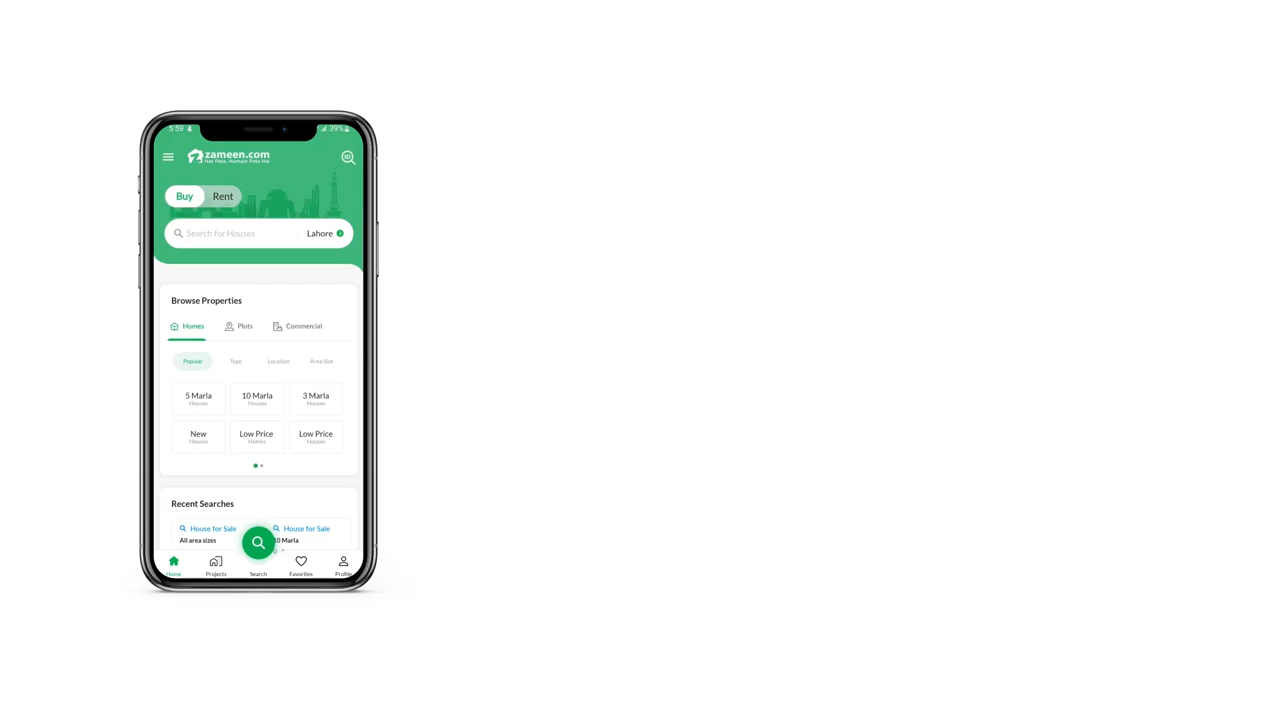 5:59 39%
zameen.com
Har Pata, Humain Pata Hai
Buy Rent
Search for Houses Lahore
Browse Properties
Homes Plots Commercial
Popular Type Location Area Size
5 Marla 10 Marla 3 Marla
Houses Houses Houses
New Low Price Low Price
Houses Homes Houses
Recent Searches
House for Sale House for Sale
All area sizes 10 Marla
Home Projects Search Favorites Profile